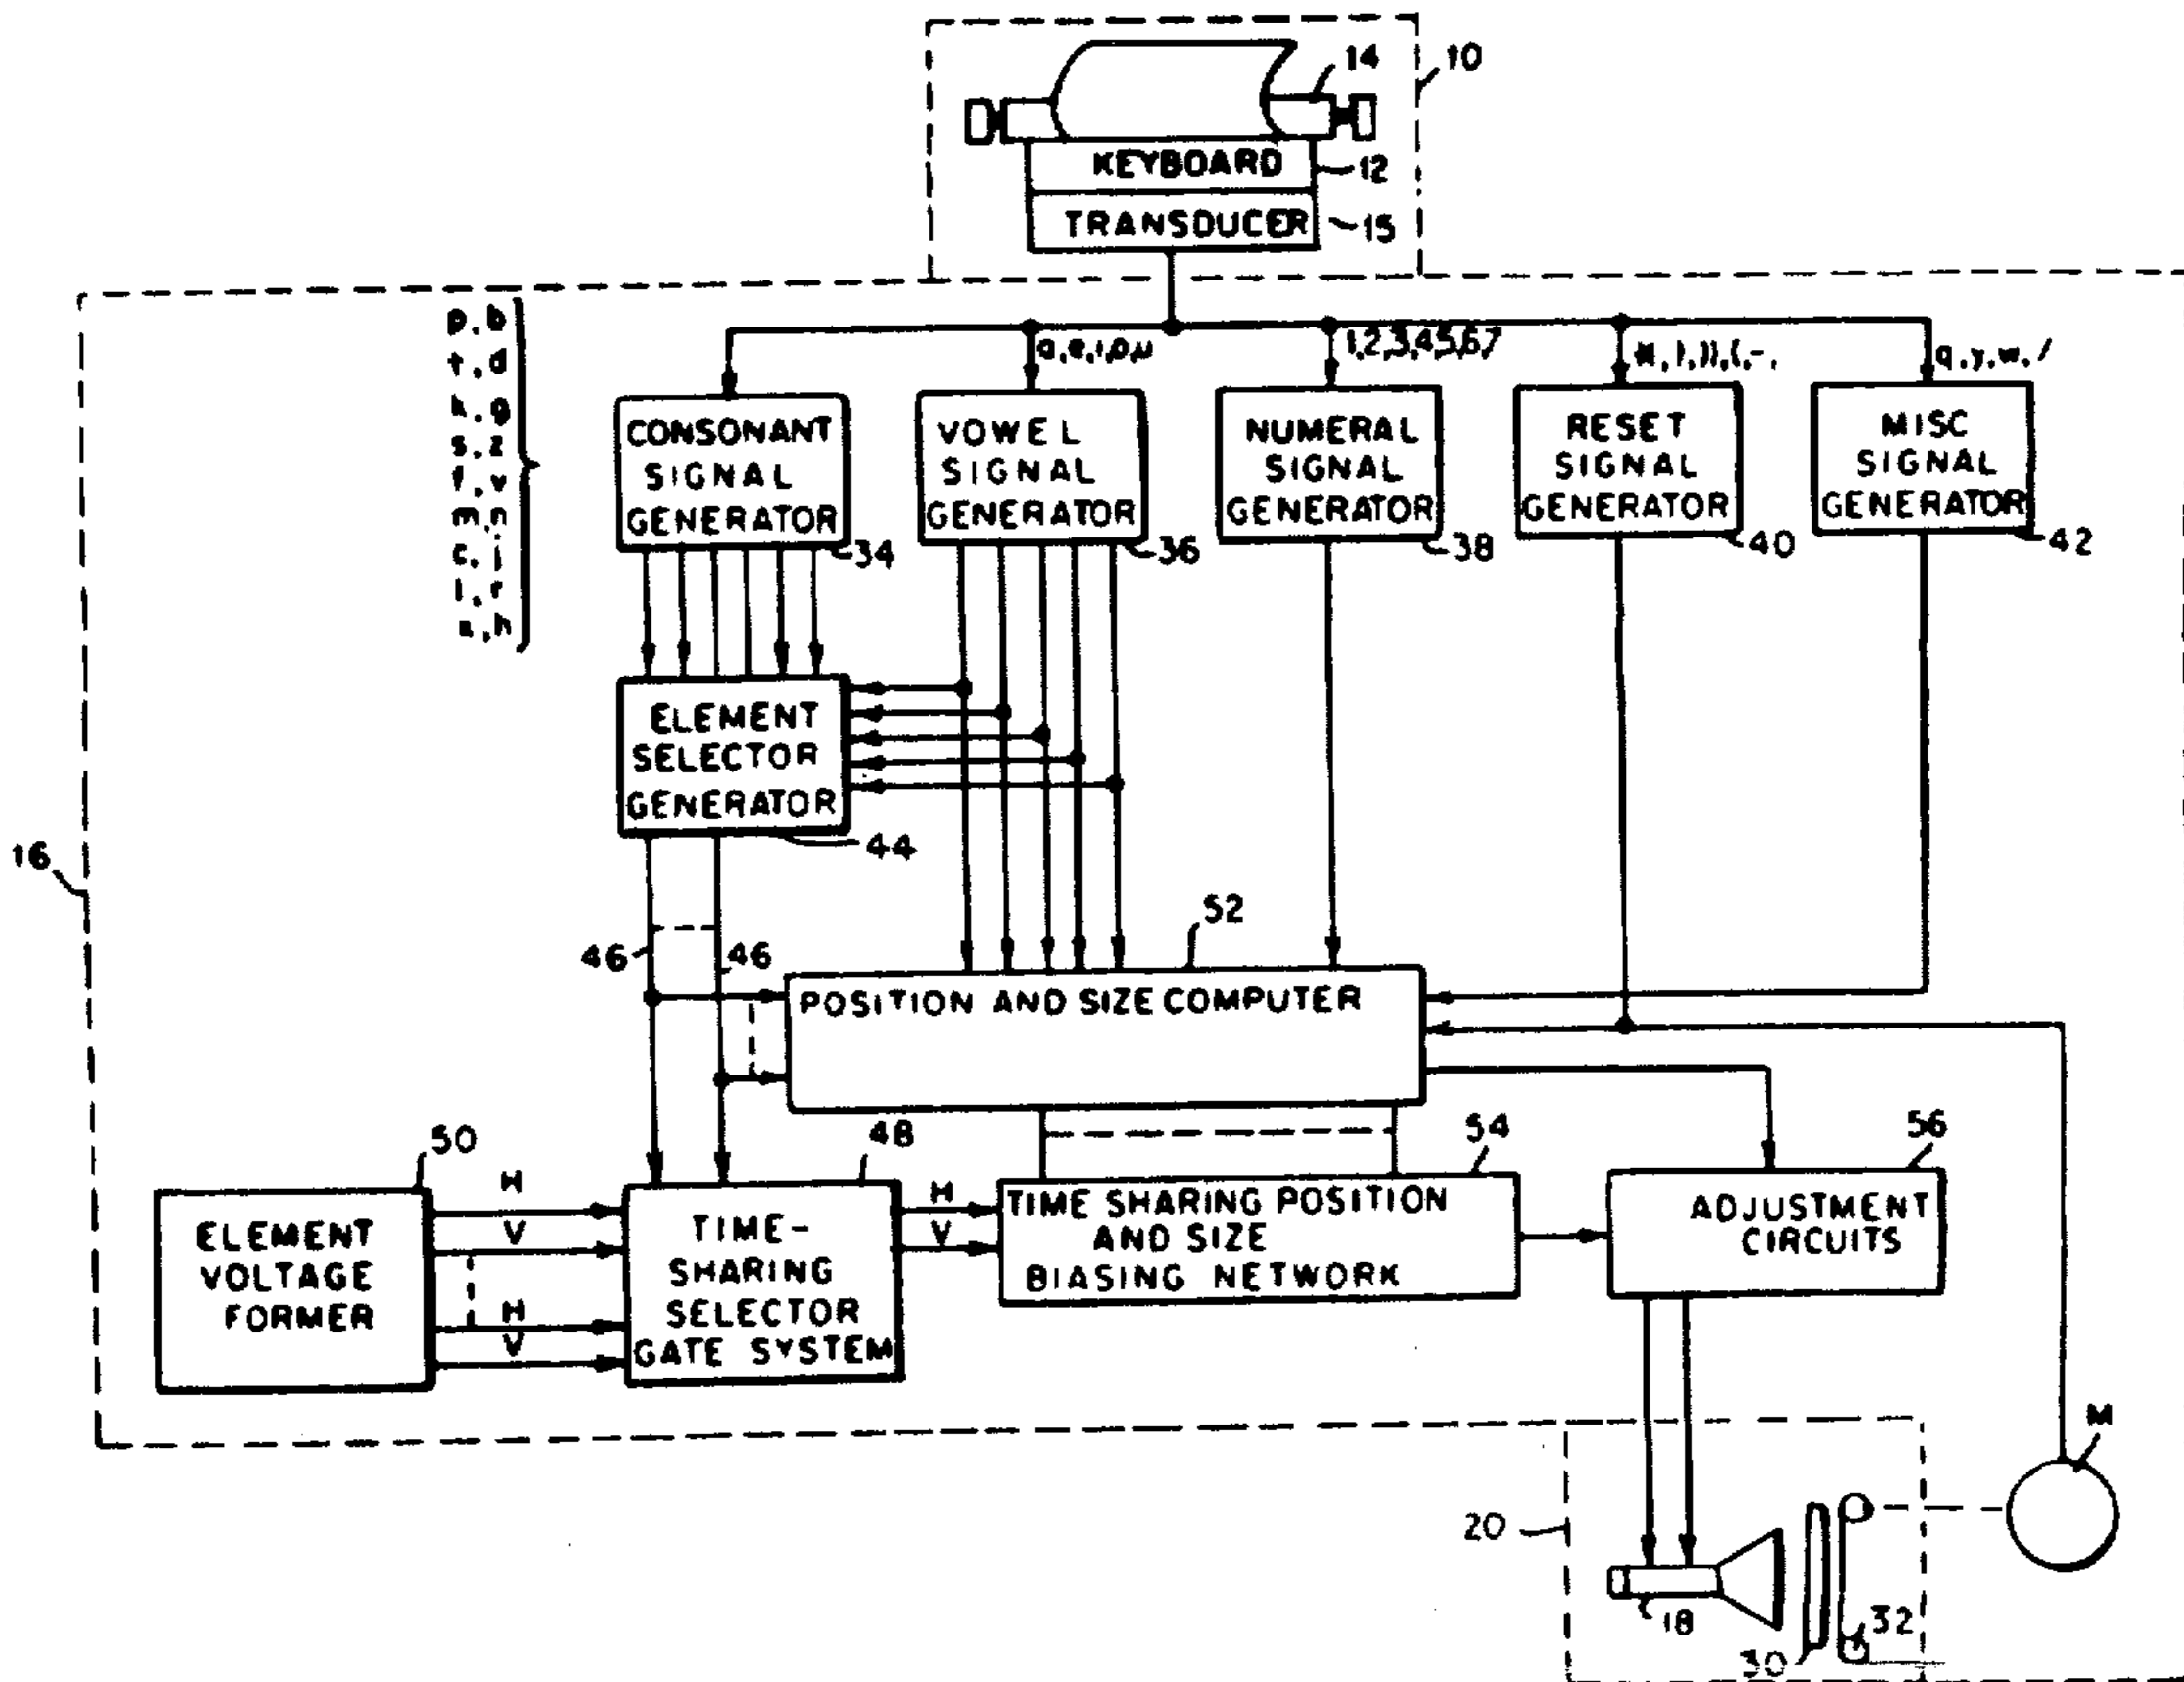 14
10
KEYBOARD
12
TRANSDUCER
15
p.b
t.d
k.g
s.z
f.v
m.n
c.j
l.r
x.h
a,e,i,o,u
1,2,3,4,5,6,7
q,y,w,/
CONSONANT
SIGNAL
GENERATOR
34
VOWEL
SIGNAL
GENERATOR
36
NUMERAL
SIGNAL
GENERATOR
38
RESET
SIGNAL
GENERATOR
40
MISC
SIGNAL
GENERATOR
42
ELEMENT
SELECTOR
GENERATOR
44
16
46
46
52
POSITION AND SIZE COMPUTER
50
ELEMENT
VOLTAGE
FORMER
H
V
H
V
48
TIME-
SHARING
SELECTOR
GATE SYSTEM
H
V
54
TIME SHARING POSITION
AND SIZE
BIASING NETWORK
56
ADJUSTMENT
CIRCUITS
M
20
18
30
32